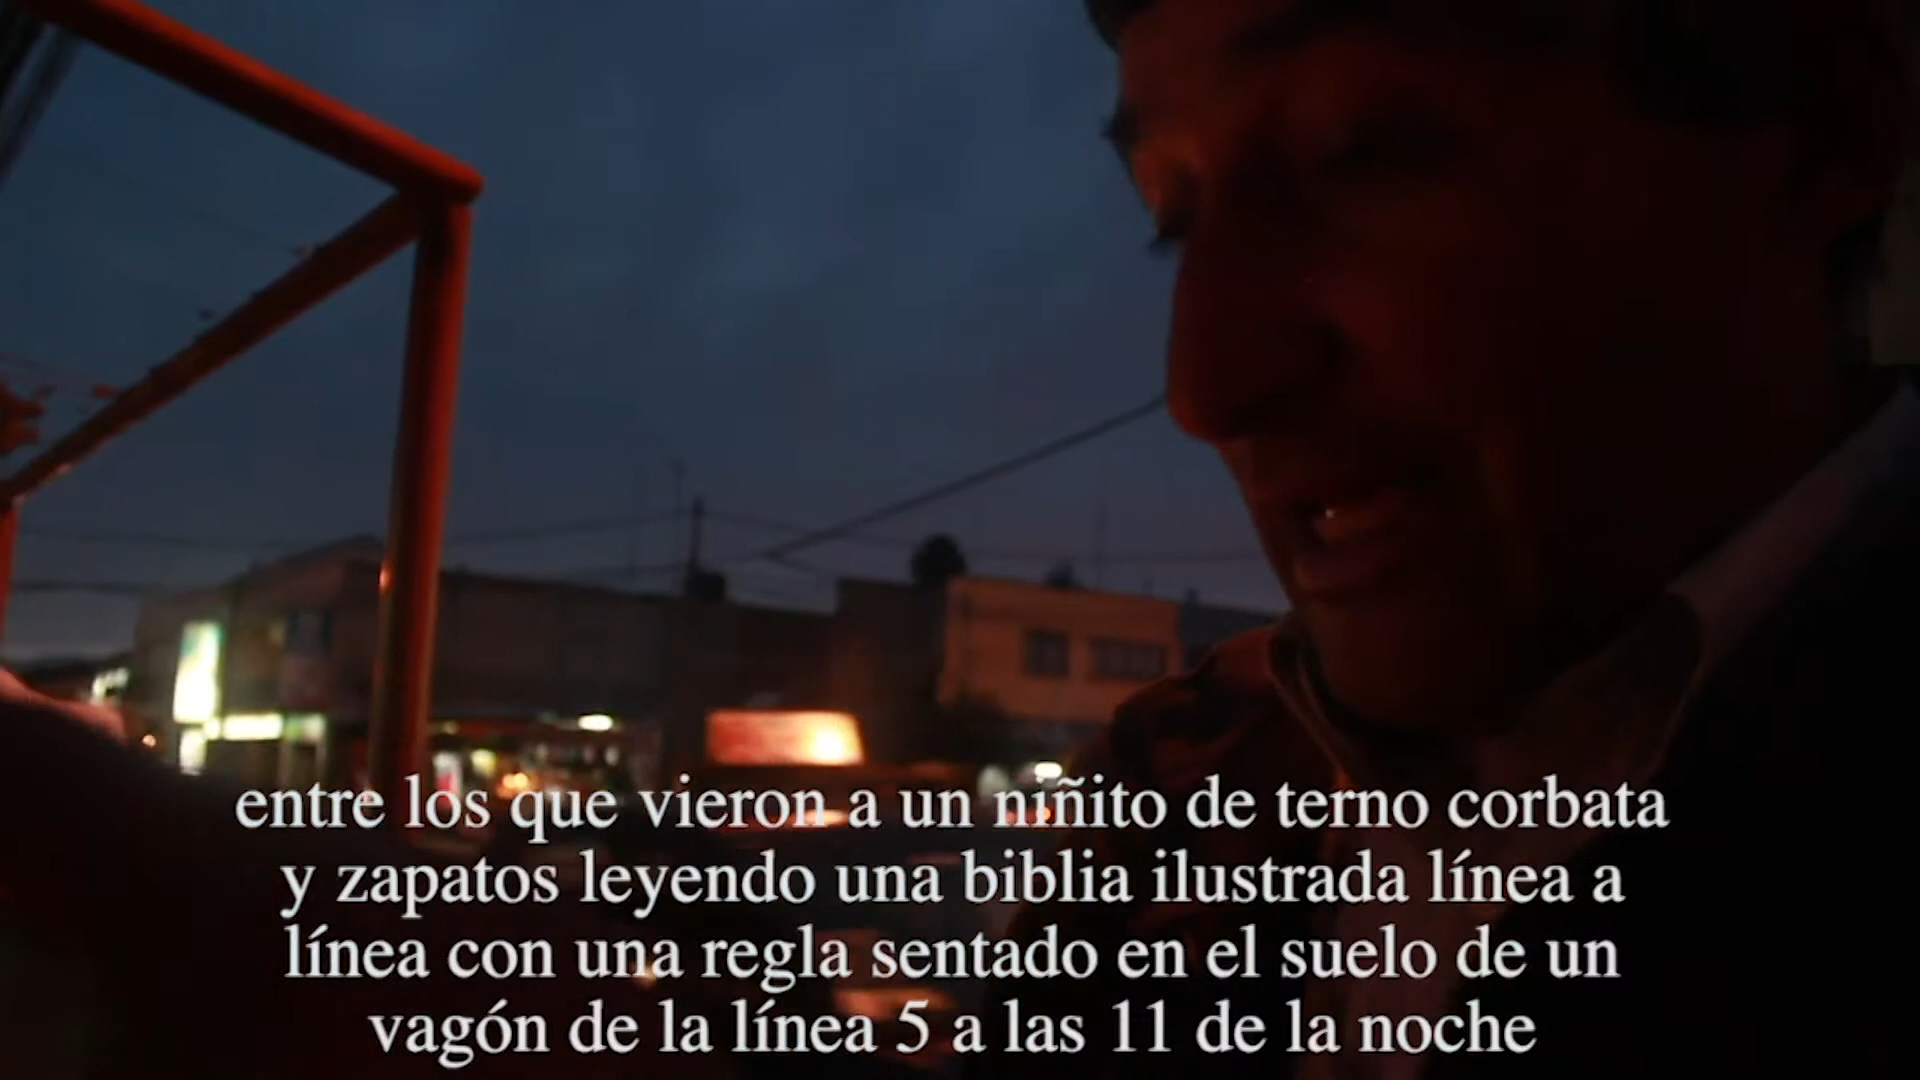 entre los que vieron a un niñito de terno corbata
y zapatos leyendo una biblia ilustrada línea a
línea con una regla sentado en el suelo de un
vagón de la línea 5 a las 11 de la noche